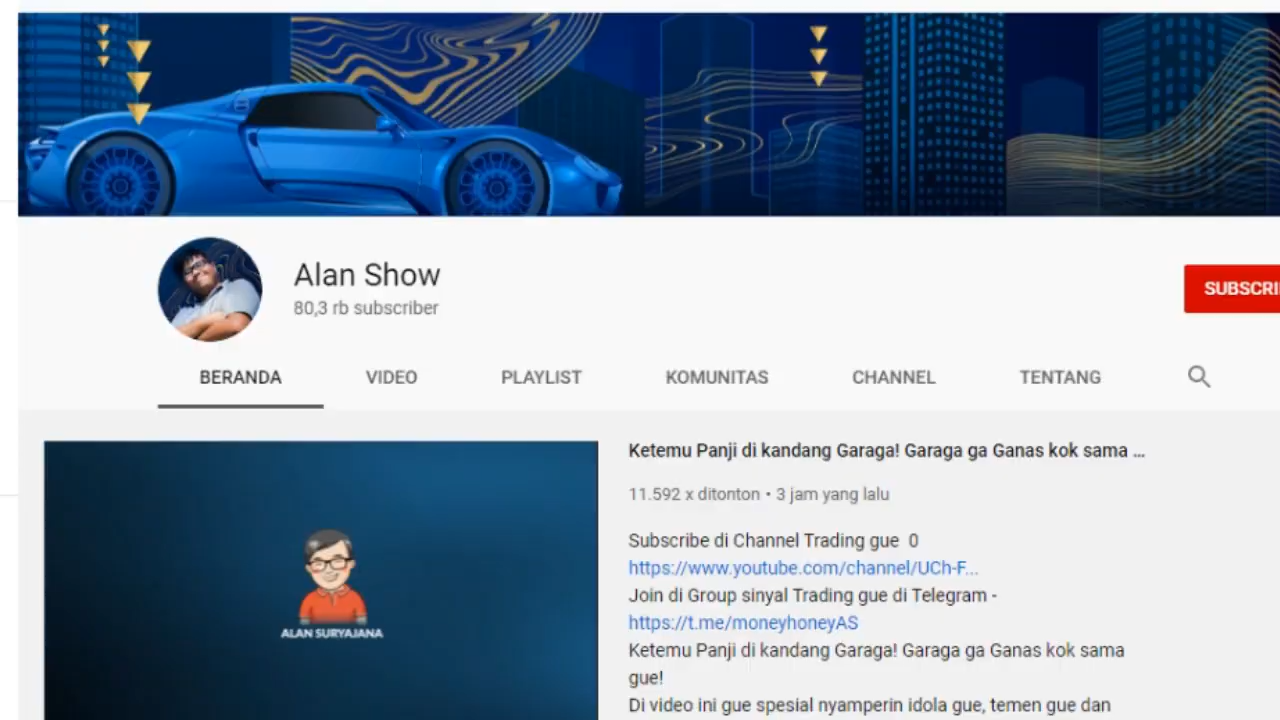 Alan Show
80,3 rb subscriber
SUBSCRI
BERANDA VIDEO PLAYLIST KOMUNITAS CHANNEL TENTANG
Ketemu Panji di kandang Garaga! Garaga ga Ganas kok sama ...
11.592 x ditonton • 3 jam yang lalu
Subscribe di Channel Trading gue 0
https://www.youtube.com/channel/UCh-F...
Join di Group sinyal Trading gue di Telegram -
https://t.me/moneyhoneyAS
Ketemu Panji di kandang Garaga! Garaga ga Ganas kok sama
gue!
Di video ini gue spesial nyamperin idola gue, temen gue dan
ALAN SURYAJANA